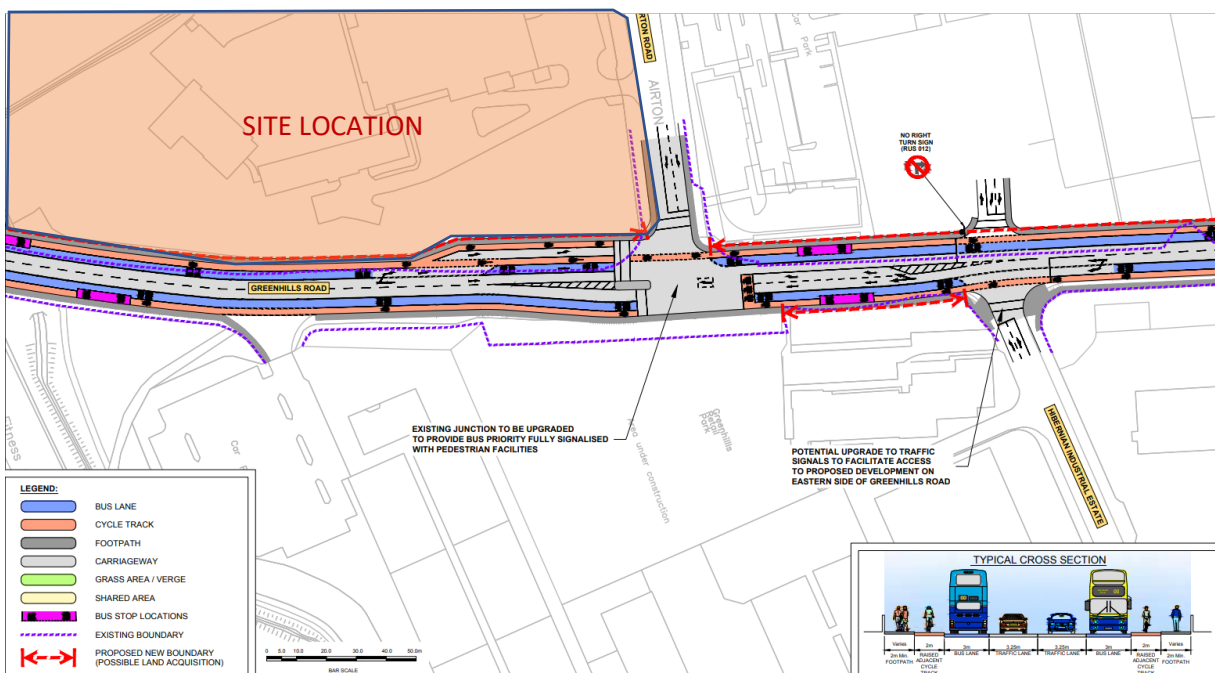 RTON ROAD
AIRTON
Car Park
SITE LOCATION
NO RIGHT
TURN SIGN
(RUS 012)
GREENHILLS ROAD
EXISTING JUNCTION TO BE UPGRADED
TO PROVIDE BUS PRIORITY FULLY SIGNALISED
WITH PEDESTRIAN FACILITIES
Area under construction
Greenhills
Retail
Park
POTENTIAL UPGRADE TO TRAFFIC
SIGNALS TO FACILITATE ACCESS
TO PROPOSED DEVELOPMENT ON
EASTERN SIDE OF GREENHILLS ROAD
HIBERNIAN INDUSTRIAL ESTATE
Fitness
Car
LEGEND:
BUS LANE
CYCLE TRACK
FOOTPATH
CARRIAGEWAY
GRASS AREA / VERGE
SHARED AREA
BUS STOP LOCATIONS
EXISTING BOUNDARY
PROPOSED NEW BOUNDARY
(POSSIBLE LAND ACQUISITION)
0 5.0 10.0 20.0 30.0 40.0 50.0m
BAR SCALE
TYPICAL CROSS SECTION
Varies 2m 3m 3.25m 3.25m 3m 2m Varies
2m Min. FOOTPATH
RAISED ADJACENT CYCLE TRACK
BUS LANE
TRAFFIC LANE
TRAFFIC LANE
BUS LANE
RAISED ADJACENT CYCLE TRACK
2m Min. FOOTPATH